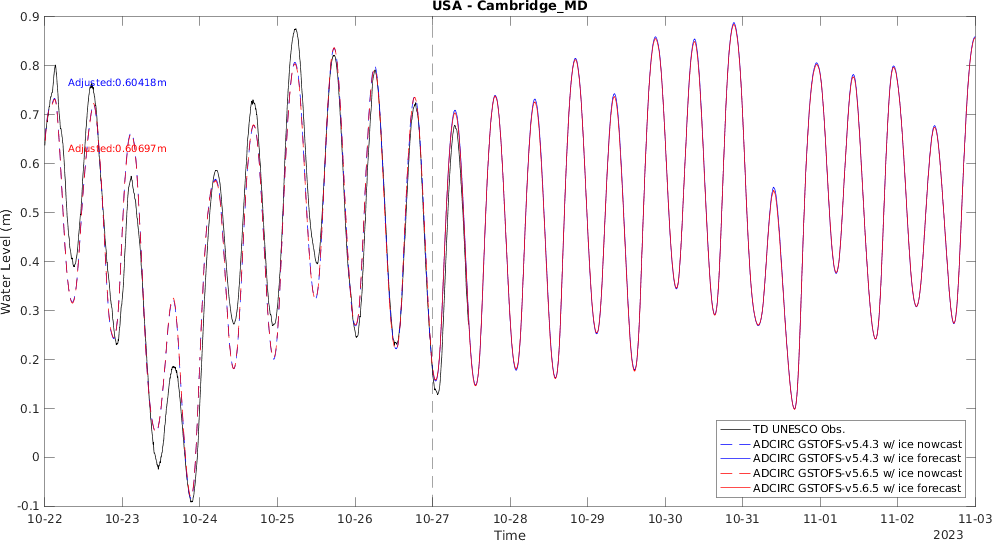 USA - Cambridge_MD
0.9
0.8
0.7
0.6
0.5
0.4
0.3
0.2
0.1
0
-0.1
Water Level (m)
Adjusted:0.60418m
Adjusted:0.60697m
TD UNESCO Obs.
ADCIRC GSTOFS-v5.4.3 w/ ice nowcast
ADCIRC GSTOFS-v5.4.3 w/ ice forecast
ADCIRC GSTOFS-v5.6.5 w/ ice nowcast
ADCIRC GSTOFS-v5.6.5 w/ ice forecast
10-22 10-23 10-24 10-25 10-26 10-27 10-28 10-29 10-30 10-31 11-01 11-02 11-03
Time
2023